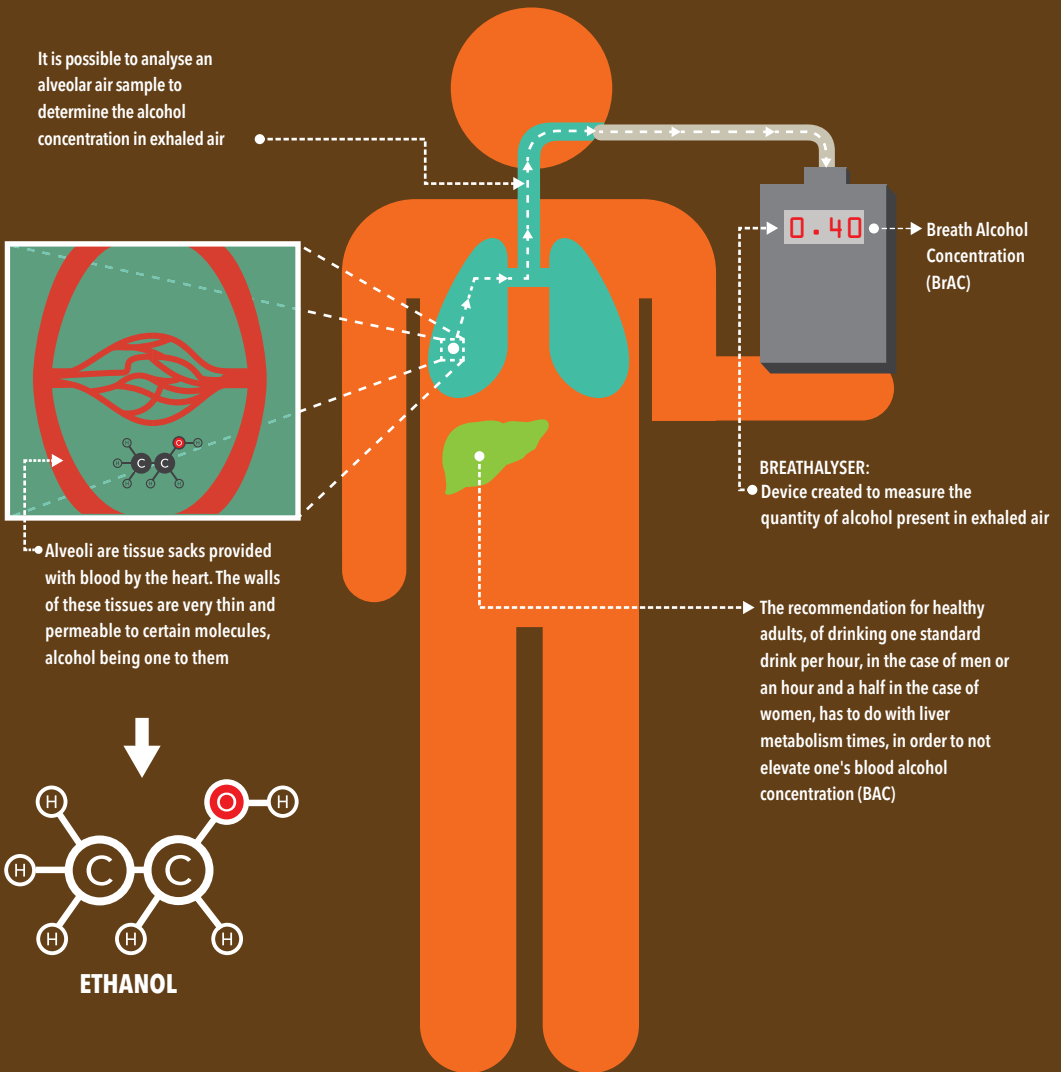 It is possible to analyse an
alveolar air sample to
determine the alcohol
concentration in exhaled air
0.40
Breath Alcohol
Concentration
(BrAC)
H
H
H
C
C
O
H
H
H
BREATHALYSER:
Device created to measure the
quantity of alcohol present in exhaled air
Alveoli are tissue sacks provided
with blood by the heart. The walls
of these tissues are very thin and
permeable to certain molecules,
alcohol being one to them
The recommendation for healthy
adults, of drinking one standard
drink per hour, in the case of men or
an hour and a half in the case of
women, has to do with liver
metabolism times, in order to not
elevate one's blood alcohol
concentration (BAC)
H
O
H
H
C
C
H
H
H
ETHANOL